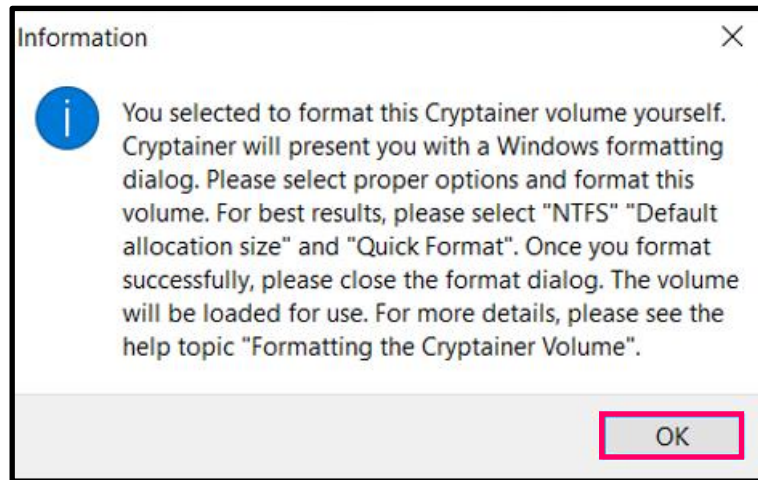 Information
You selected to format this Cryptainer volume yourself.
Cryptainer will present you with a Windows formatting
dialog. Please select proper options and format this
volume. For best results, please select "NTFS" "Default
allocation size" and "Quick Format". Once you format
successfully, please close the format dialog. The volume
will be loaded for use. For more details, please see the
help topic "Formatting the Cryptainer Volume".
OK